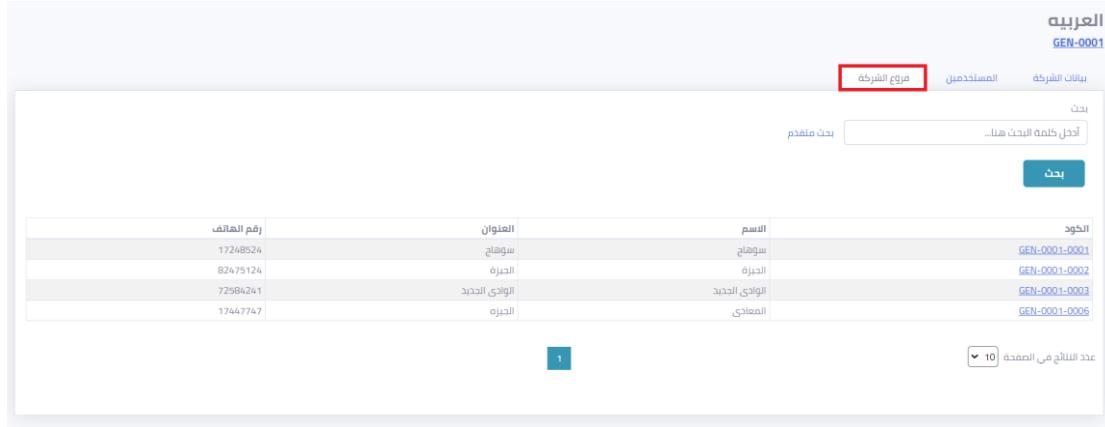 العربيه
GEN-0001
بيانات الشركة المستخدمين فروع الشركة
بحث
أدخل كلمة البحث هنا... بحث متقدم
بحث
الكود الاسم العنوان رقم الهاتف
GEN-0001-0001 سوهاج سوهاج 17248524
GEN-0001-0002 الجيزة الجيزة 82475124
GEN-0001-0003 الوادى الجديد الوادى الجديد 72584241
GEN-0001-0006 المعادى الجيزه 17447747
عدد النتائج في الصفحة 10 1